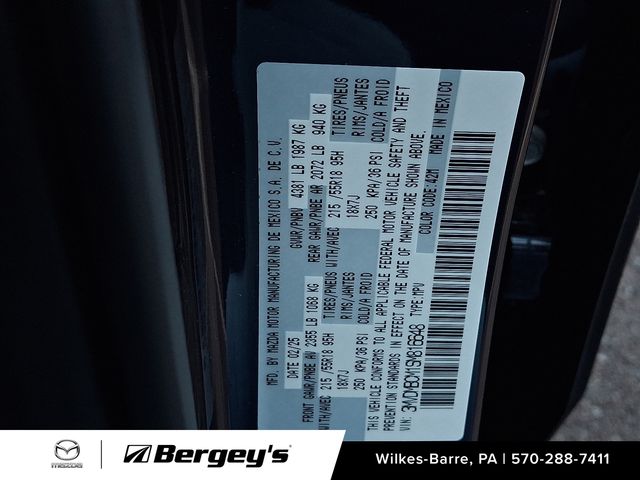 MFD. BY MAZDA MOTOR MANUFACTURING DE MEXICO S.A. DE C.V.
DATE: 02/25 GVWR/PNBV 4381 LB 1987 KG
FRONT GAWR/PNBE AV 2355 LB 1068 KG REAR GAWR/PNBE AR 2072 LB 940 KG
WITH/AVEC 215 /55R18 95H TIRES/PNEUS WITH/AVEC 215 /55R18 95H TIRES/PNEUS
18X7J RIMS/JANTES 18X7J RIMS/JANTES
250 KPA/36 PSI COLD/A FROID 250 KPA/36 PSI COLD/A FROID
THIS VEHICLE CONFORMS TO ALL APPLICABLE FEDERAL MOTOR VEHICLE SAFETY AND THEFT
PREVENTION STANDARDS IN EFFECT ON THE DATE OF MANUFACTURE SHOWN ABOVE.
COLOR CODE: 42M MADE IN MEXICO
TYPE: MPV
mazda
Bergey's
Wilkes-Barre, PA | 570-288-7411